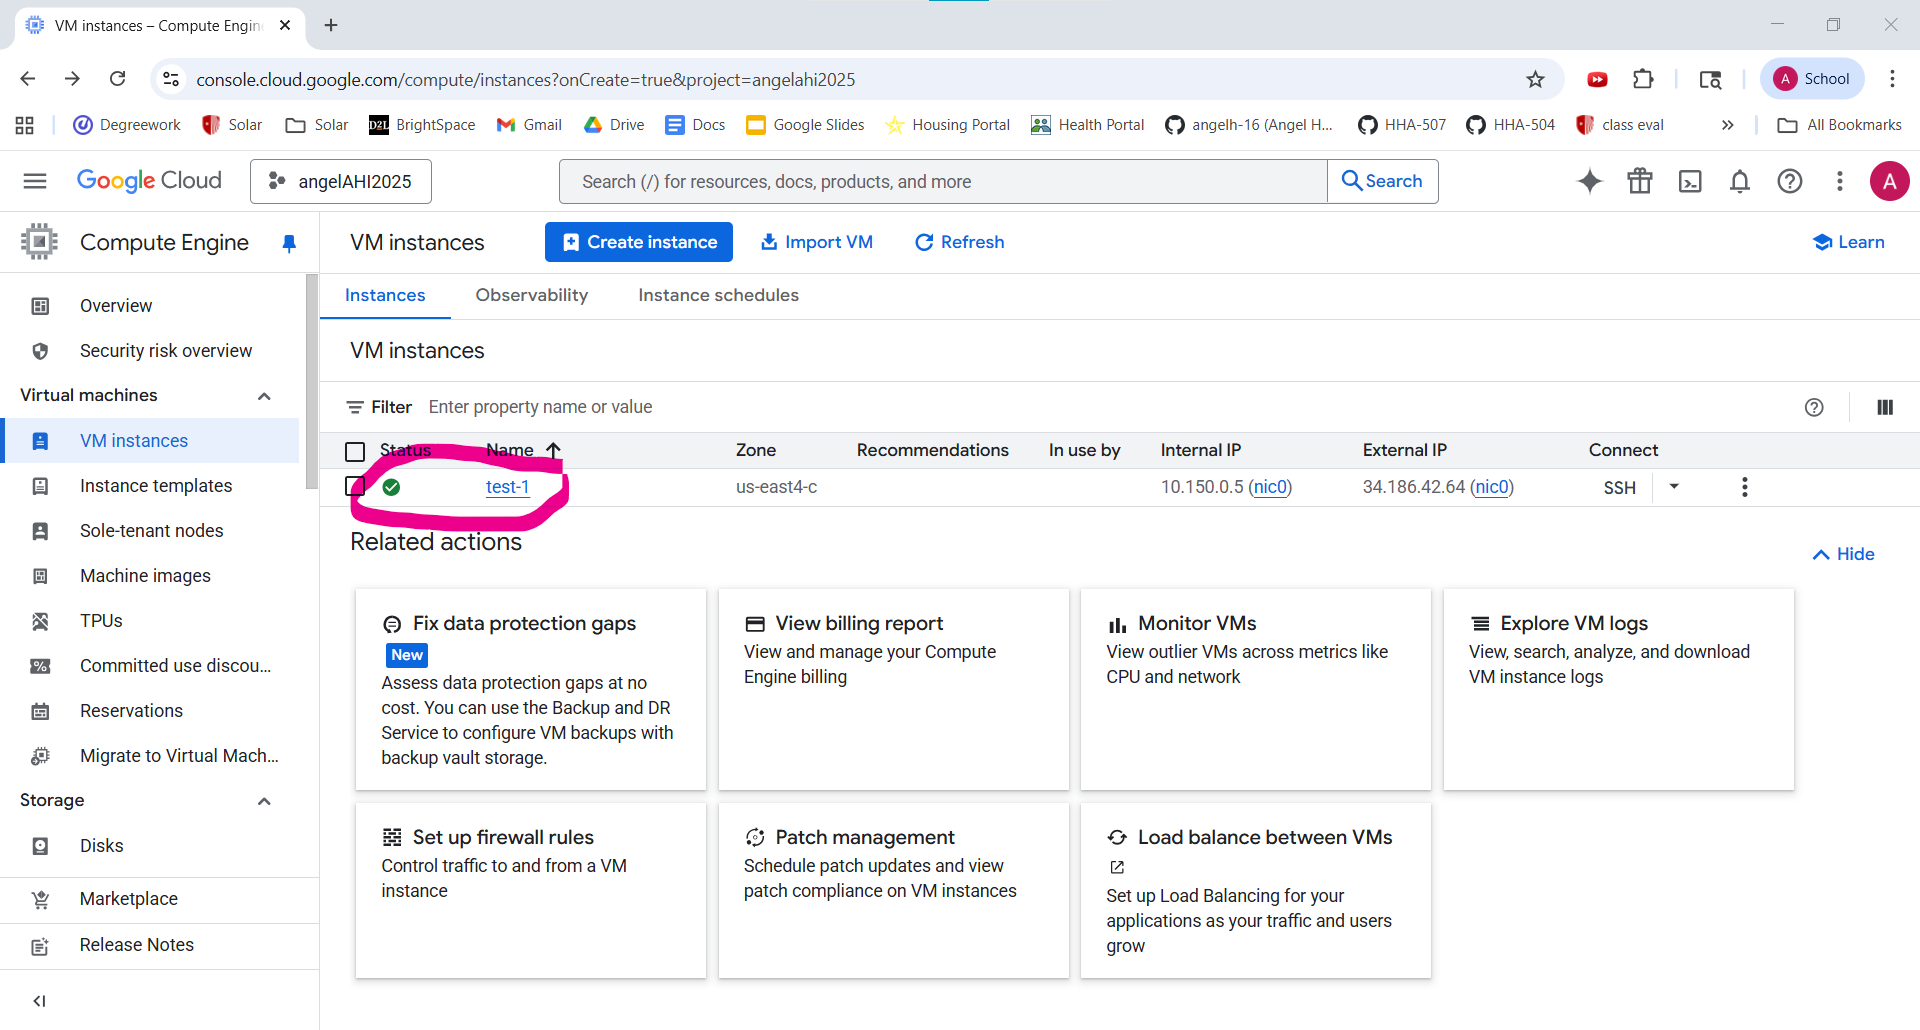 VM instances – Compute Engin
console.cloud.google.com/compute/instances?onCreate=true&project=angelahi2025
A School
Degreework Solar Solar D2L BrightSpace Gmail Drive Docs Google Slides Housing Portal Health Portal angelh-16 (Angel H... HHA-507 HHA-504 class eval » All Bookmarks
Google Cloud angelAHI2025 Search (/) for resources, docs, products, and more Search A
Compute Engine
VM instances Create instance Import VM Refresh Learn
Overview
Security risk overview
Virtual machines
VM instances
Instance templates
Sole-tenant nodes
Machine images
TPUs
Committed use discou...
Reservations
Migrate to Virtual Mach...
Storage
Disks
Marketplace
Release Notes
Instances Observability Instance schedules
VM instances
Filter Enter property name or value
Status Name Zone Recommendations In use by Internal IP External IP Connect
test-1 us-east4-c 10.150.0.5 (nic0) 34.186.42.64 (nic0) SSH
Related actions
Hide
Fix data protection gaps
New
Assess data protection gaps at no
cost. You can use the Backup and DR
Service to configure VM backups with
backup vault storage.
View billing report
View and manage your Compute
Engine billing
Monitor VMs
View outlier VMs across metrics like
CPU and network
Explore VM logs
View, search, analyze, and download
VM instance logs
Set up firewall rules
Control traffic to and from a VM
instance
Patch management
Schedule patch updates and view
patch compliance on VM instances
Load balance between VMs
Set up Load Balancing for your
applications as your traffic and users
grow